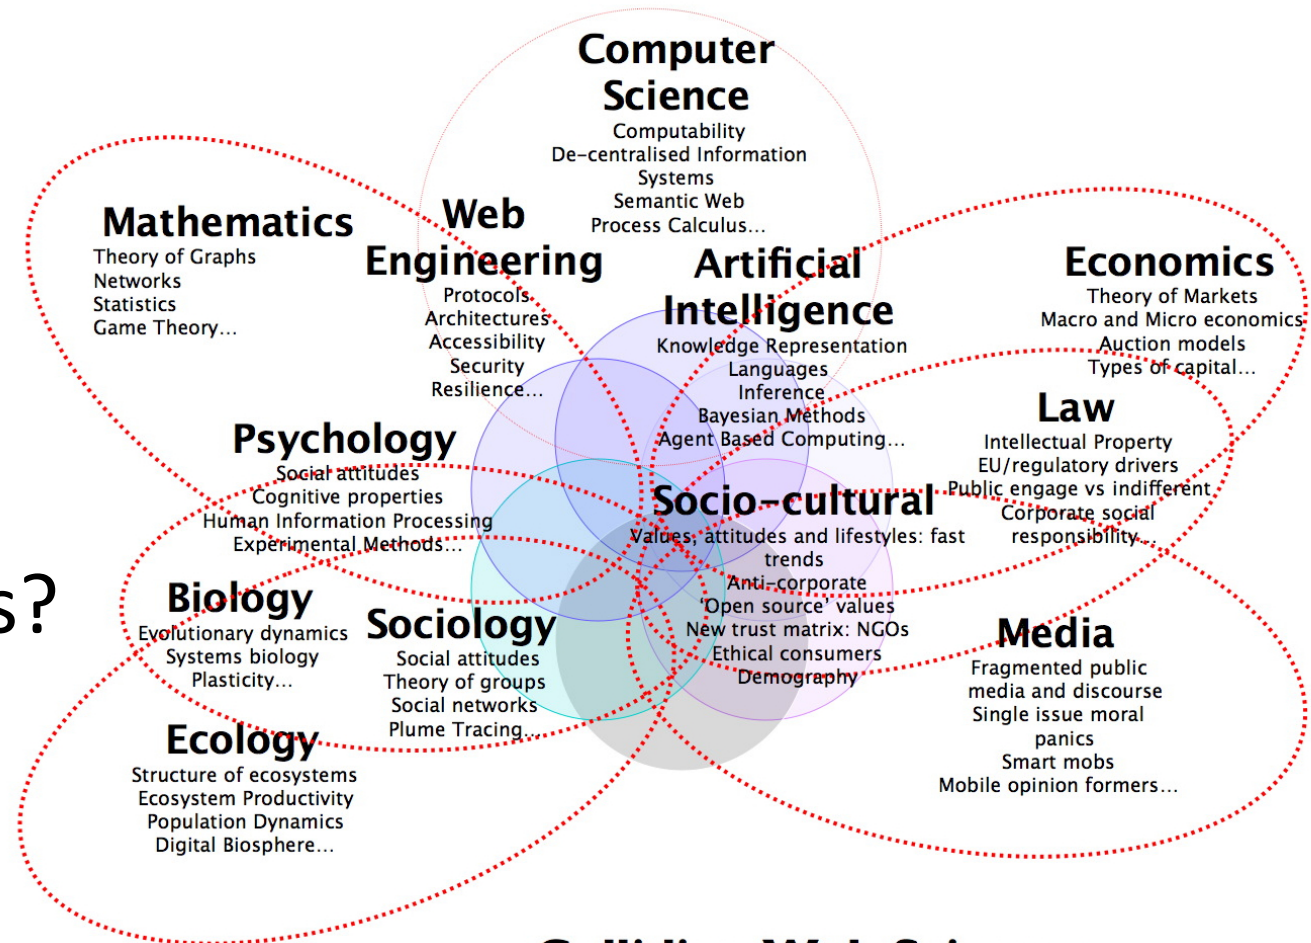 Computer
Science
Computability
De-centralised Information
Systems
Semantic Web
Process Calculus...
Mathematics
Theory of Graphs
Networks
Statistics
Game Theory...
Web
Engineering
Protocols
Architectures
Accessibility
Security
Resilience...
Artificial
Intelligence
Knowledge Representation
Languages
Inference
Bayesian Methods
Agent Based Computing...
Economics
Theory of Markets
Macro and Micro economics
Auction models
Types of capital...
Law
Intellectual Property
EU/regulatory drivers
Public engage vs indifferent
Corporate social
responsibility...
Psychology
Social attitudes
Cognitive properties
Human Information Processing
Experimental Methods...
Socio-cultural
Values, attitudes and lifestyles: fast
trends
Anti-corporate
'Open source' values
New trust matrix: NGOs
Ethical consumers
Demography
s?
Biology
Evolutionary dynamics
Systems biology
Plasticity...
Sociology
Social attitudes
Theory of groups
Social networks
Plume Tracing...
Media
Fragmented public
media and discourse
Single issue moral
panics
Smart mobs
Mobile opinion formers...
Ecology
Structure of ecosystems
Ecosystem Productivity
Population Dynamics
Digital Biosphere...